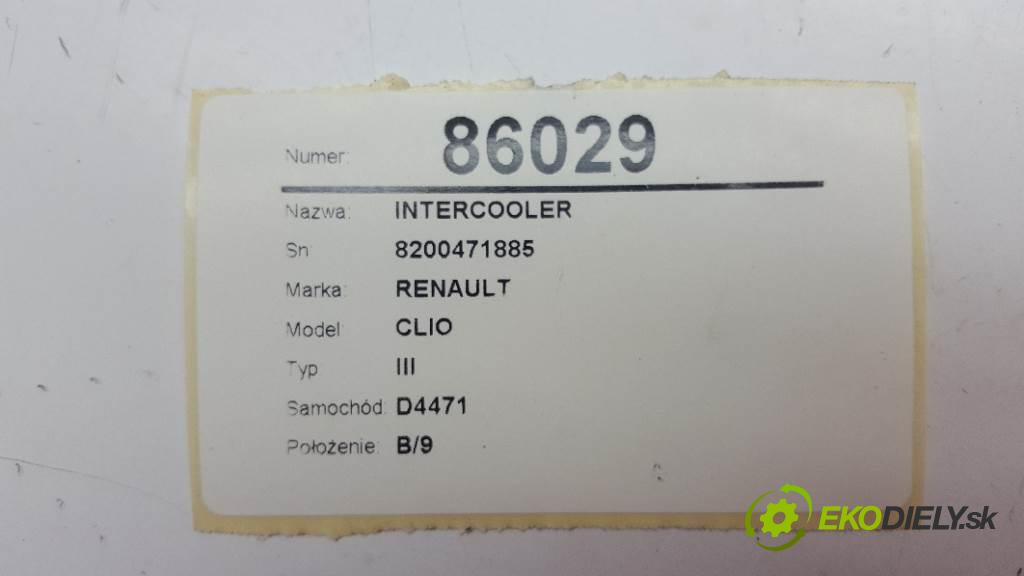 Numer: 86029
Nazwa: INTERCOOLER
Sn 8200471885
Marka: RENAULT
Model CLIO
Typ III
Samochód: D4471
Położenie: B/9
EKODIELY.sk